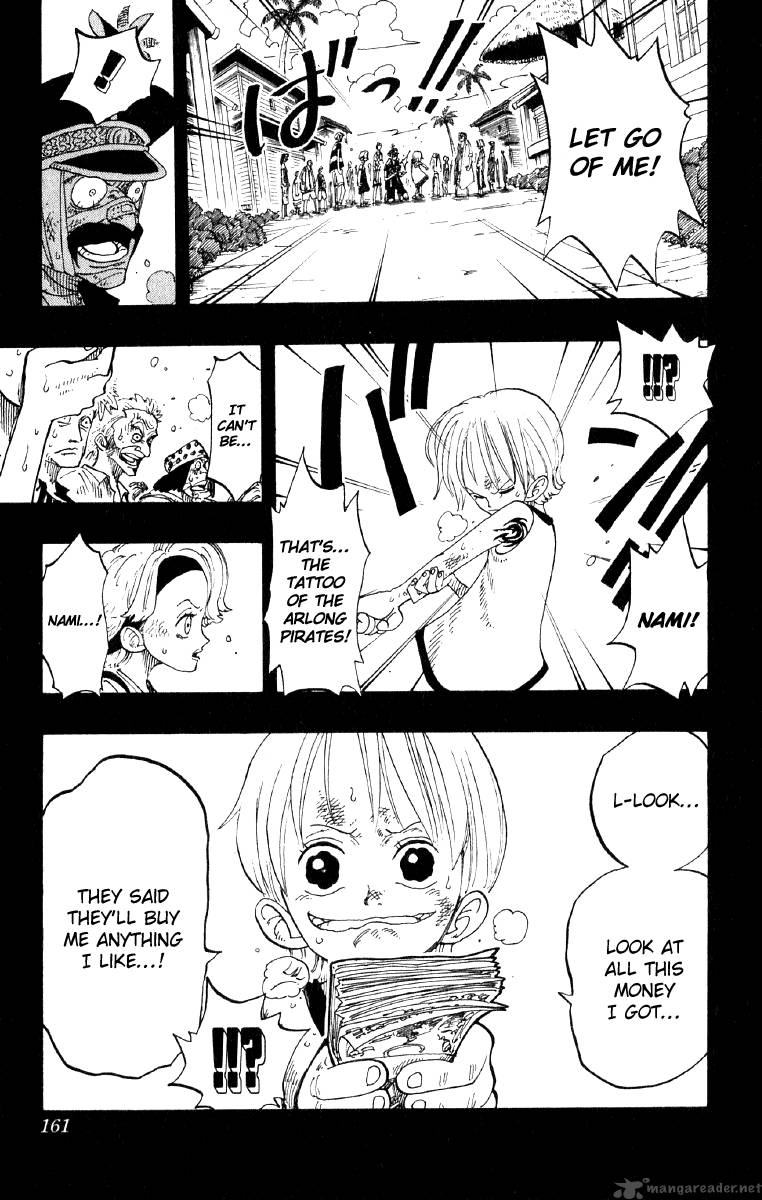 LET GO
OF ME!
ばっ!!
!
!!?
NAMI!
THAT'S...
THE
TATTOO
OF THE
ARLONG
PIRATES!
IT
CAN'T
BE...
NAMI...!
L-LOOK...
LOOK AT
ALL THIS
MONEY
I GOT...
THEY SAID
THEY'LL BUY
ME ANYTHING
I LIKE...!
!!?
161
mangareader.net